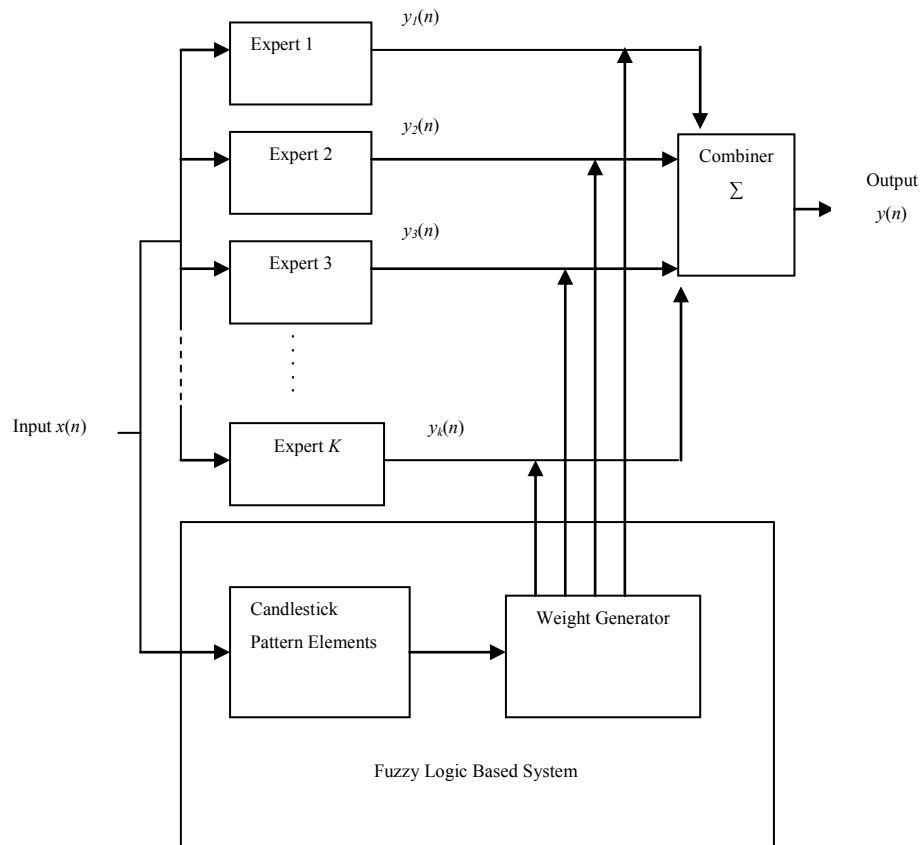 y1(n)
Expert 1
y2(n)
Expert 2
Combiner
∑
Output
y(n)
y3(n)
Expert 3
Input x(n)
yk(n)
Expert K
Candlestick
Pattern Elements
Weight Generator
Fuzzy Logic Based System